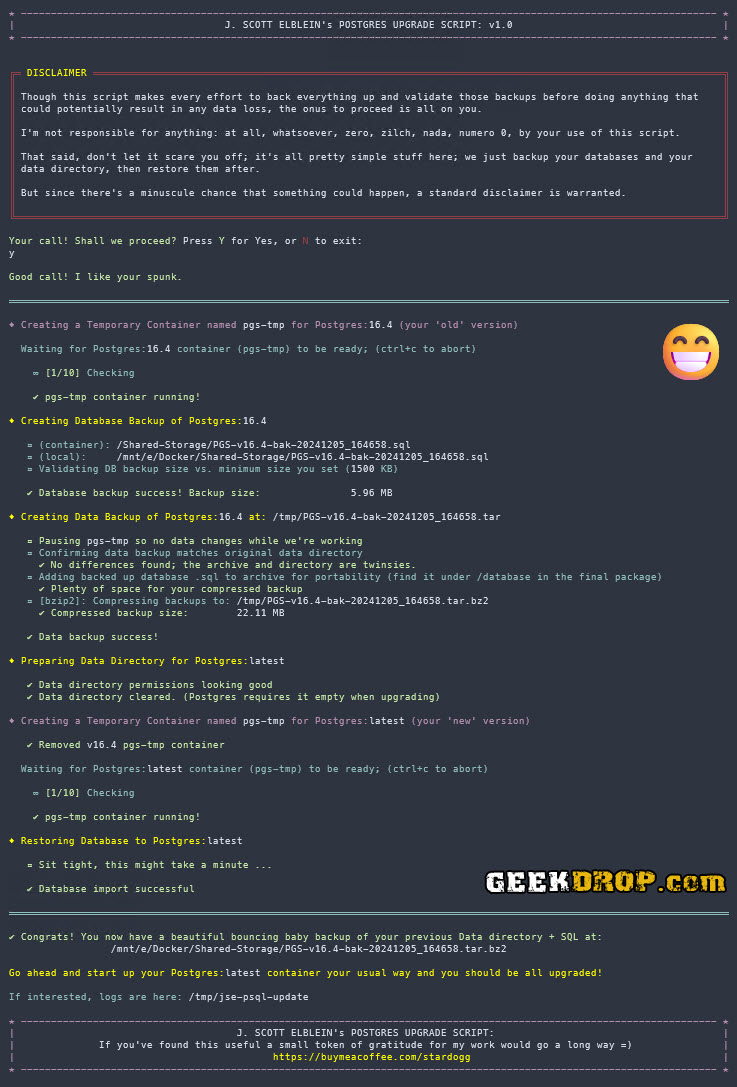 J. SCOTT ELBLEIN's POSTGRES UPGRADE SCRIPT: v1.0
DISCLAIMER
Though this script makes every effort to back everything up and validate those backups before doing anything that
could potentially result in any data loss, the onus to proceed is all on you.
I'm not responsible for anything: at all, whatsoever, zero, zilch, nada, numero 0, by your use of this script.
That said, don't let it scare you off; it's all pretty simple stuff here; we just backup your databases and your
data directory, then restore them after.
But since there's a minuscule chance that something could happen, a standard disclaimer is warranted.
Your call! Shall we proceed? Press Y for Yes, or N to exit:
y
Good call! I like your spunk.
♦ Creating a Temporary Container named pgs-tmp for Postgres:16.4 (your 'old' version)
Waiting for Postgres:16.4 container (pgs-tmp) to be ready; (ctrl+c to abort)
∞ [1/10] Checking
✔ pgs-tmp container running!
♦ Creating Database Backup of Postgres:16.4
= (container): /Shared-Storage/PGS-v16.4-bak-20241205_164658.sql
= (local): /mnt/e/Docker/Shared-Storage/PGS-v16.4-bak-20241205_164658.sql
= Validating DB backup size vs. minimum size you set (1500 KB)
✔ Database backup success! Backup size: 5.96 MB
♦ Creating Data Backup of Postgres:16.4 at: /tmp/PGS-v16.4-bak-20241205_164658.tar
= Pausing pgs-tmp so no data changes while we're working
= Confirming data backup matches original data directory
✔ No differences found; the archive and directory are twinsies.
= Adding backed up database .sql to archive for portability (find it under /database in the final package)
✔ Plenty of space for your compressed backup
= [bzip2]: Compressing backups to: /tmp/PGS-v16.4-bak-20241205_164658.tar.bz2
✔ Compressed backup size: 22.11 MB
✔ Data backup success!
♦ Preparing Data Directory for Postgres:latest
✔ Data directory permissions looking good
✔ Data directory cleared. (Postgres requires it empty when upgrading)
♦ Creating a Temporary Container named pgs-tmp for Postgres:latest (your 'new' version)
✔ Removed v16.4 pgs-tmp container
Waiting for Postgres:latest container (pgs-tmp) to be ready; (ctrl+c to abort)
∞ [1/10] Checking
✔ pgs-tmp container running!
♦ Restoring Database to Postgres:latest
= Sit tight, this might take a minute ...
✔ Database import successful
GEEKDROP.com
✔ Congrats! You now have a beautiful bouncing baby backup of your previous Data directory + SQL at:
/mnt/e/Docker/Shared-Storage/PGS-v16.4-bak-20241205_164658.tar.bz2
Go ahead and start up your Postgres:latest container your usual way and you should be all upgraded!
If interested, logs are here: /tmp/jse-psql-update
J. SCOTT ELBLEIN's POSTGRES UPGRADE SCRIPT:
If you've found this useful a small token of gratitude for my work would go a long way =)
https://buymeacoffee.com/stardogg